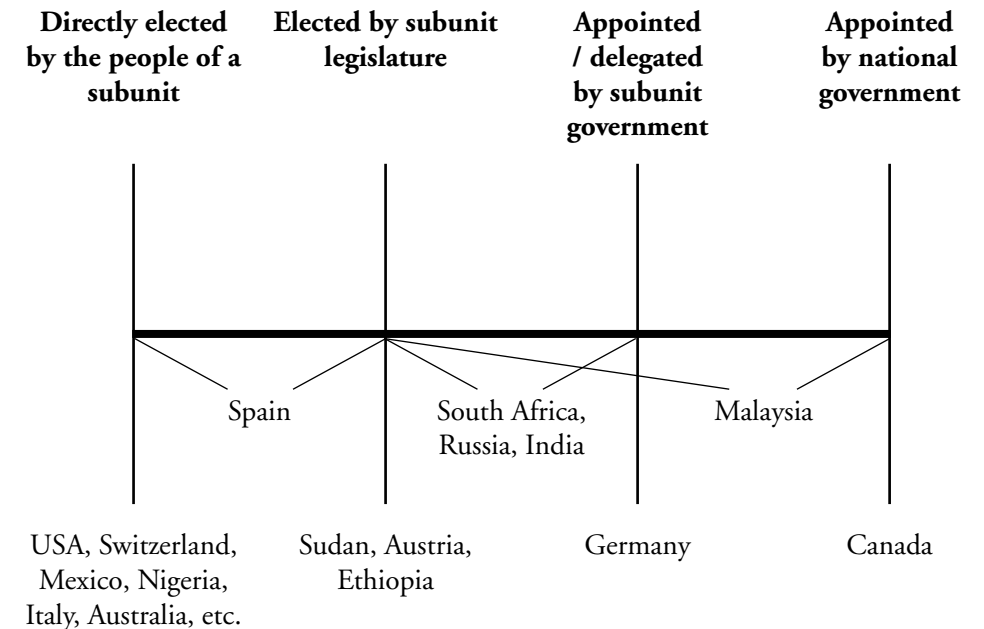 Directly elected
by the people of a
subunit
Elected by subunit
legislature
Appointed
/ delegated
by subunit
government
Appointed
by national
government
Spain
South Africa,
Russia, India
Malaysia
USA, Switzerland,
Mexico, Nigeria,
Italy, Australia, etc.
Sudan, Austria,
Ethiopia
Germany
Canada